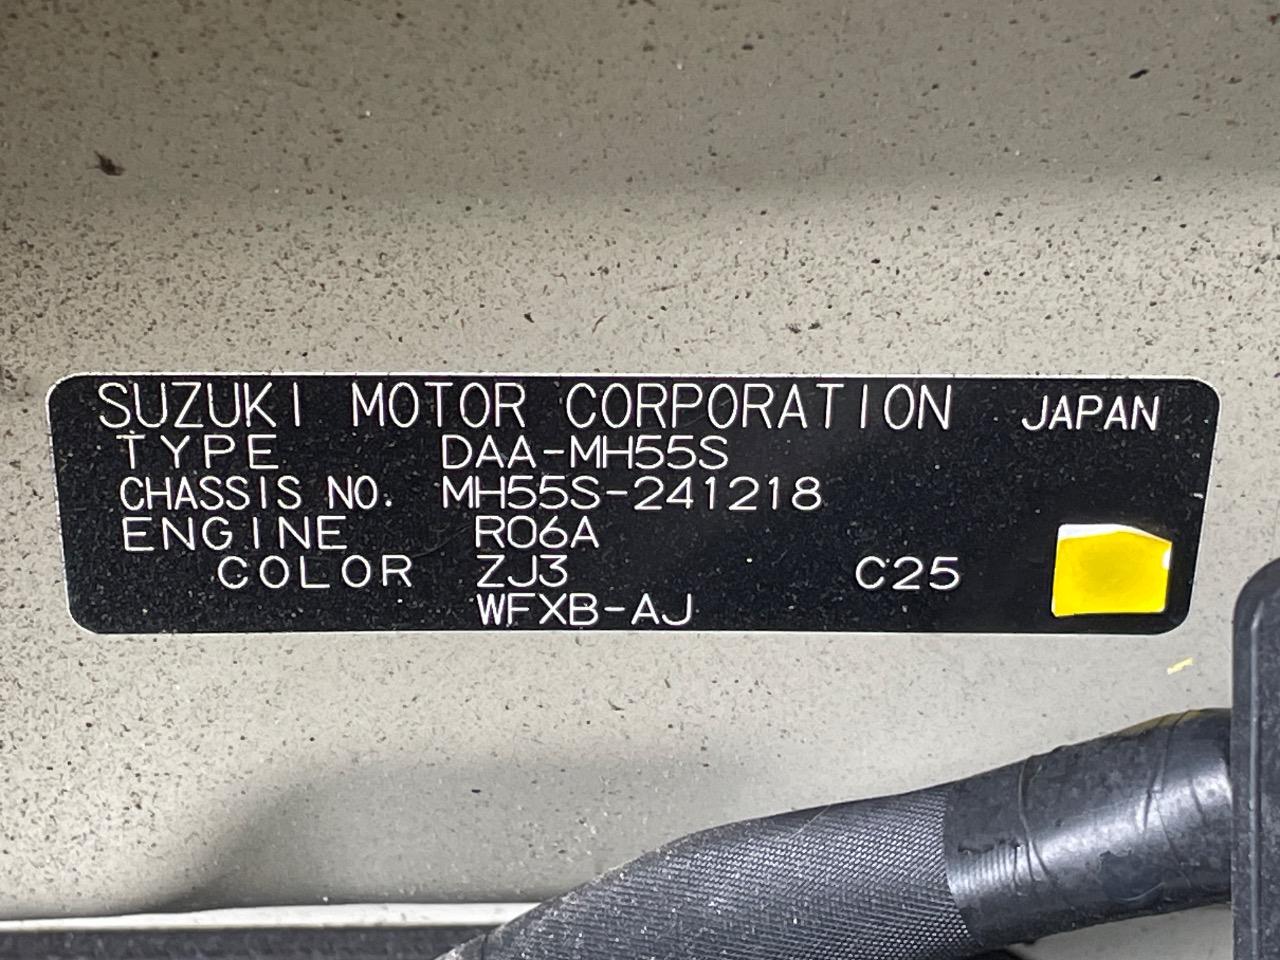 SUZUKI MOTOR CORPORATION JAPAN
TYPE DAA-MH55S
CHASSIS NO. MH55S-241218
ENGINE R06A
COLOR ZJ3 C25
WFXB-AJ